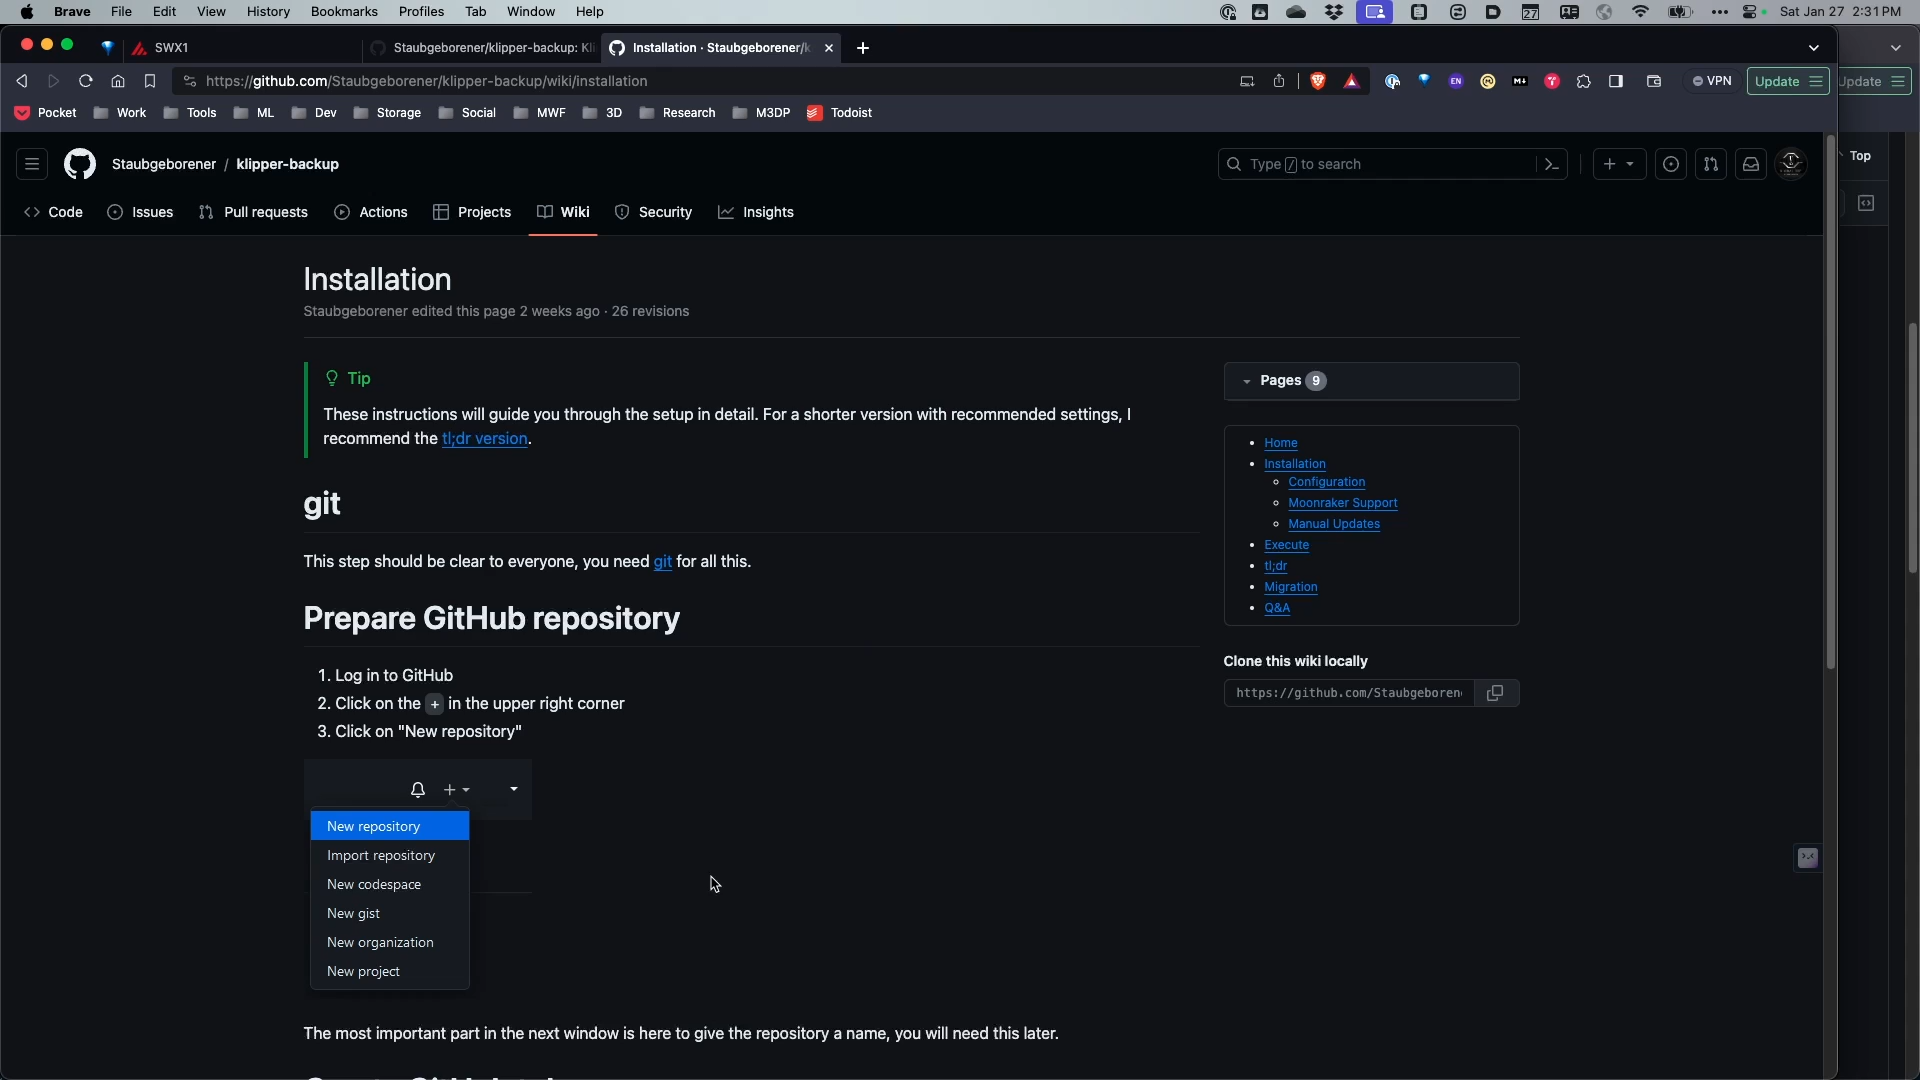 Brave File Edit View History Bookmarks Profiles Tab Window Help
27
Sat Jan 27 2:31 PM
SWX1
Staubgeborener/klipper-backup: Kli
Installation · Staubgeborener/k
https://github.com/Staubgeborener/klipper-backup/wiki/installation
EN
VPN
Update
Update
Pocket Work Tools ML Dev Storage Social MWF 3D Research M3DP Todoist
Staubgeborener / klipper-backup
Type / to search
Top
Code Issues Pull requests Actions Projects Wiki Security Insights
Installation
Staubgeborener edited this page 2 weeks ago · 26 revisions
Tip
These instructions will guide you through the setup in detail. For a shorter version with recommended settings, I
recommend the tl;dr version.
git
This step should be clear to everyone, you need git for all this.
Prepare GitHub repository
1. Log in to GitHub
2. Click on the + in the upper right corner
3. Click on "New repository"
New repository
Import repository
New codespace
New gist
New organization
New project
The most important part in the next window is here to give the repository a name, you will need this later.
Pages 9
Home
Installation
Configuration
Moonraker Support
Manual Updates
Execute
tl;dr
Migration
Q&A
Clone this wiki locally
https://github.com/Staubgeboren